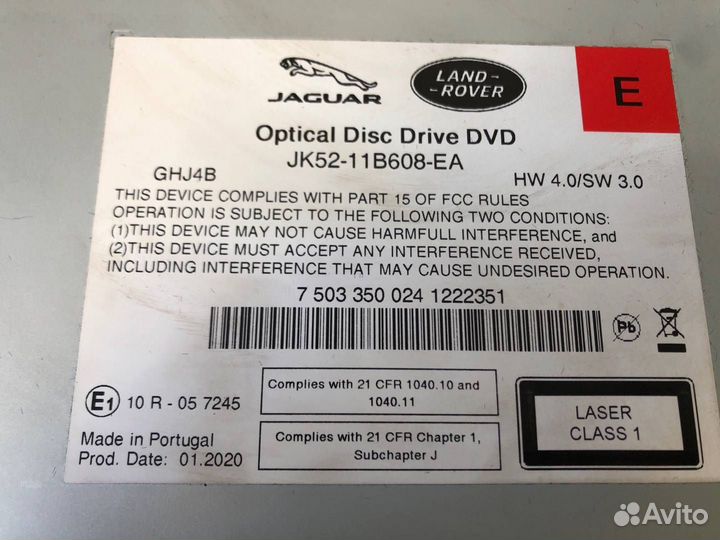 JAGUAR
LAND-
-ROVER
E
Optical Disc Drive DVD
JK52-11B608-EA
GHJ4B
HW 4.0/SW 3.0
THIS DEVICE COMPLIES WITH PART 15 OF FCC RULES
OPERATION IS SUBJECT TO THE FOLLOWING TWO CONDITIONS:
(1)THIS DEVICE MAY NOT CAUSE HARMFULL INTERFERENCE, and
(2)THIS DEVICE MUST ACCEPT ANY INTERFERENCE RECEIVED,
INCLUDING INTERFERENCE THAT MAY CAUSE UNDESIRED OPERATION.
7 503 350 024 1222351
Pb
E1 10 R - 05 7245
Complies with 21 CFR 1040.10 and
1040.11
LASER
CLASS 1
Made in Portugal
Prod. Date: 01.2020
Complies with 21 CFR Chapter 1,
Subchapter J
Avito